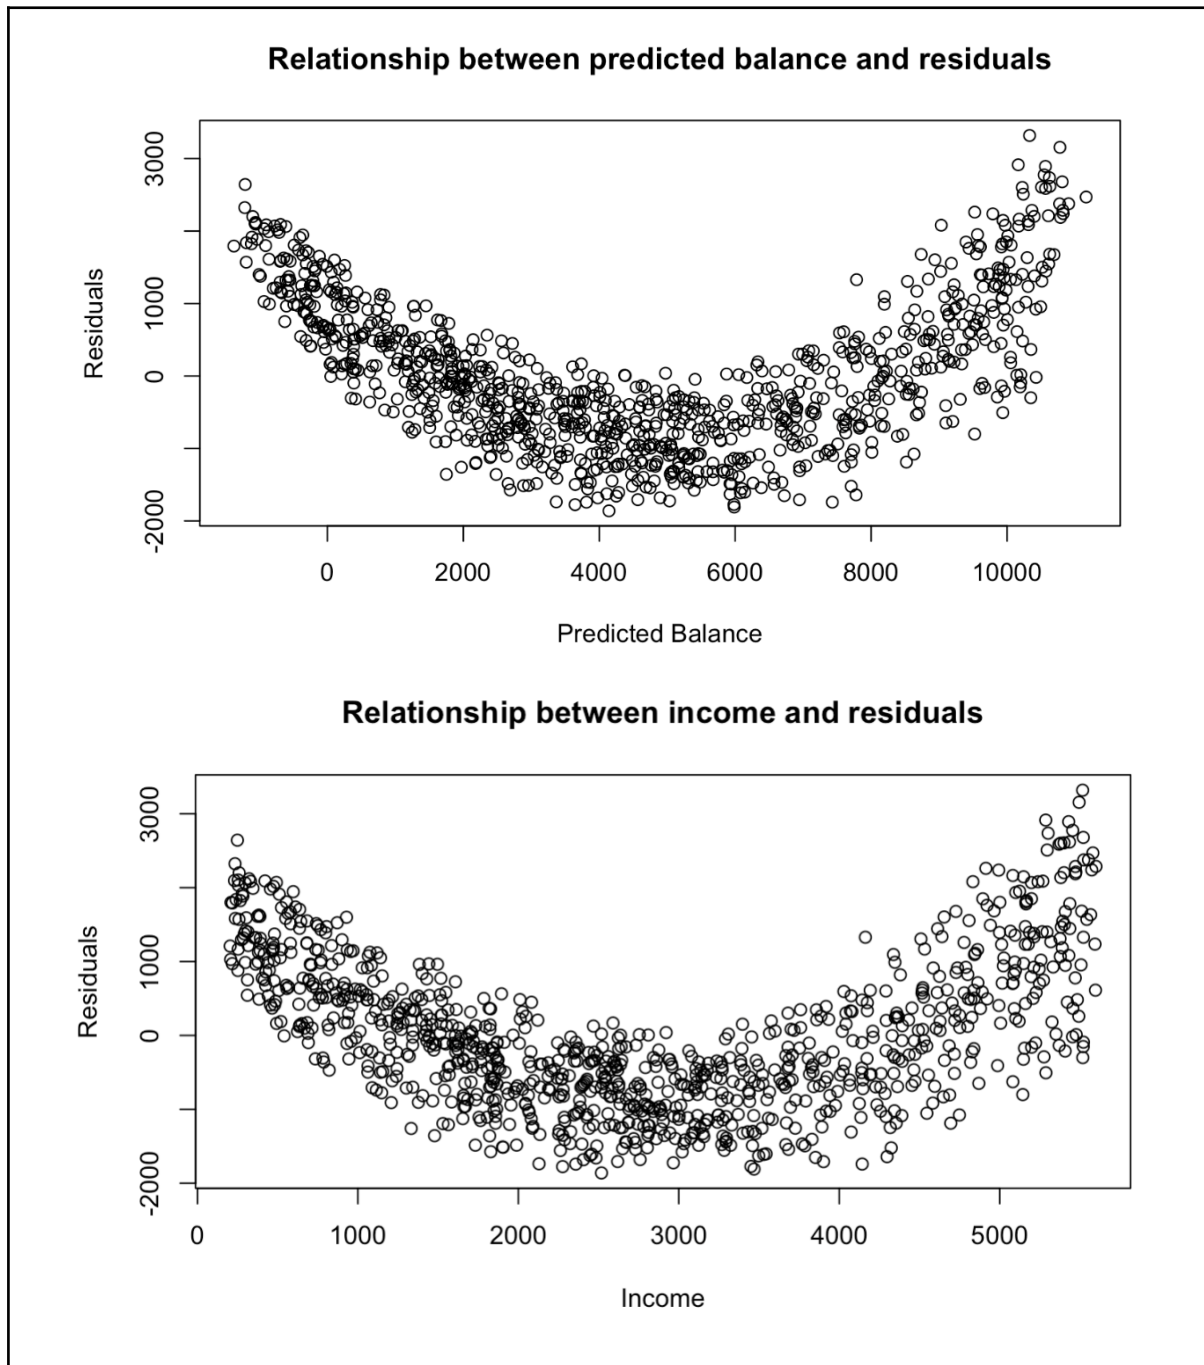 Relationship between predicted balance and residuals
3000
1000
0
-2000
Residuals
0 2000 4000 6000 8000 10000
Predicted Balance
Relationship between income and residuals
3000
1000
0
-2000
Residuals
0 1000 2000 3000 4000 5000
Income